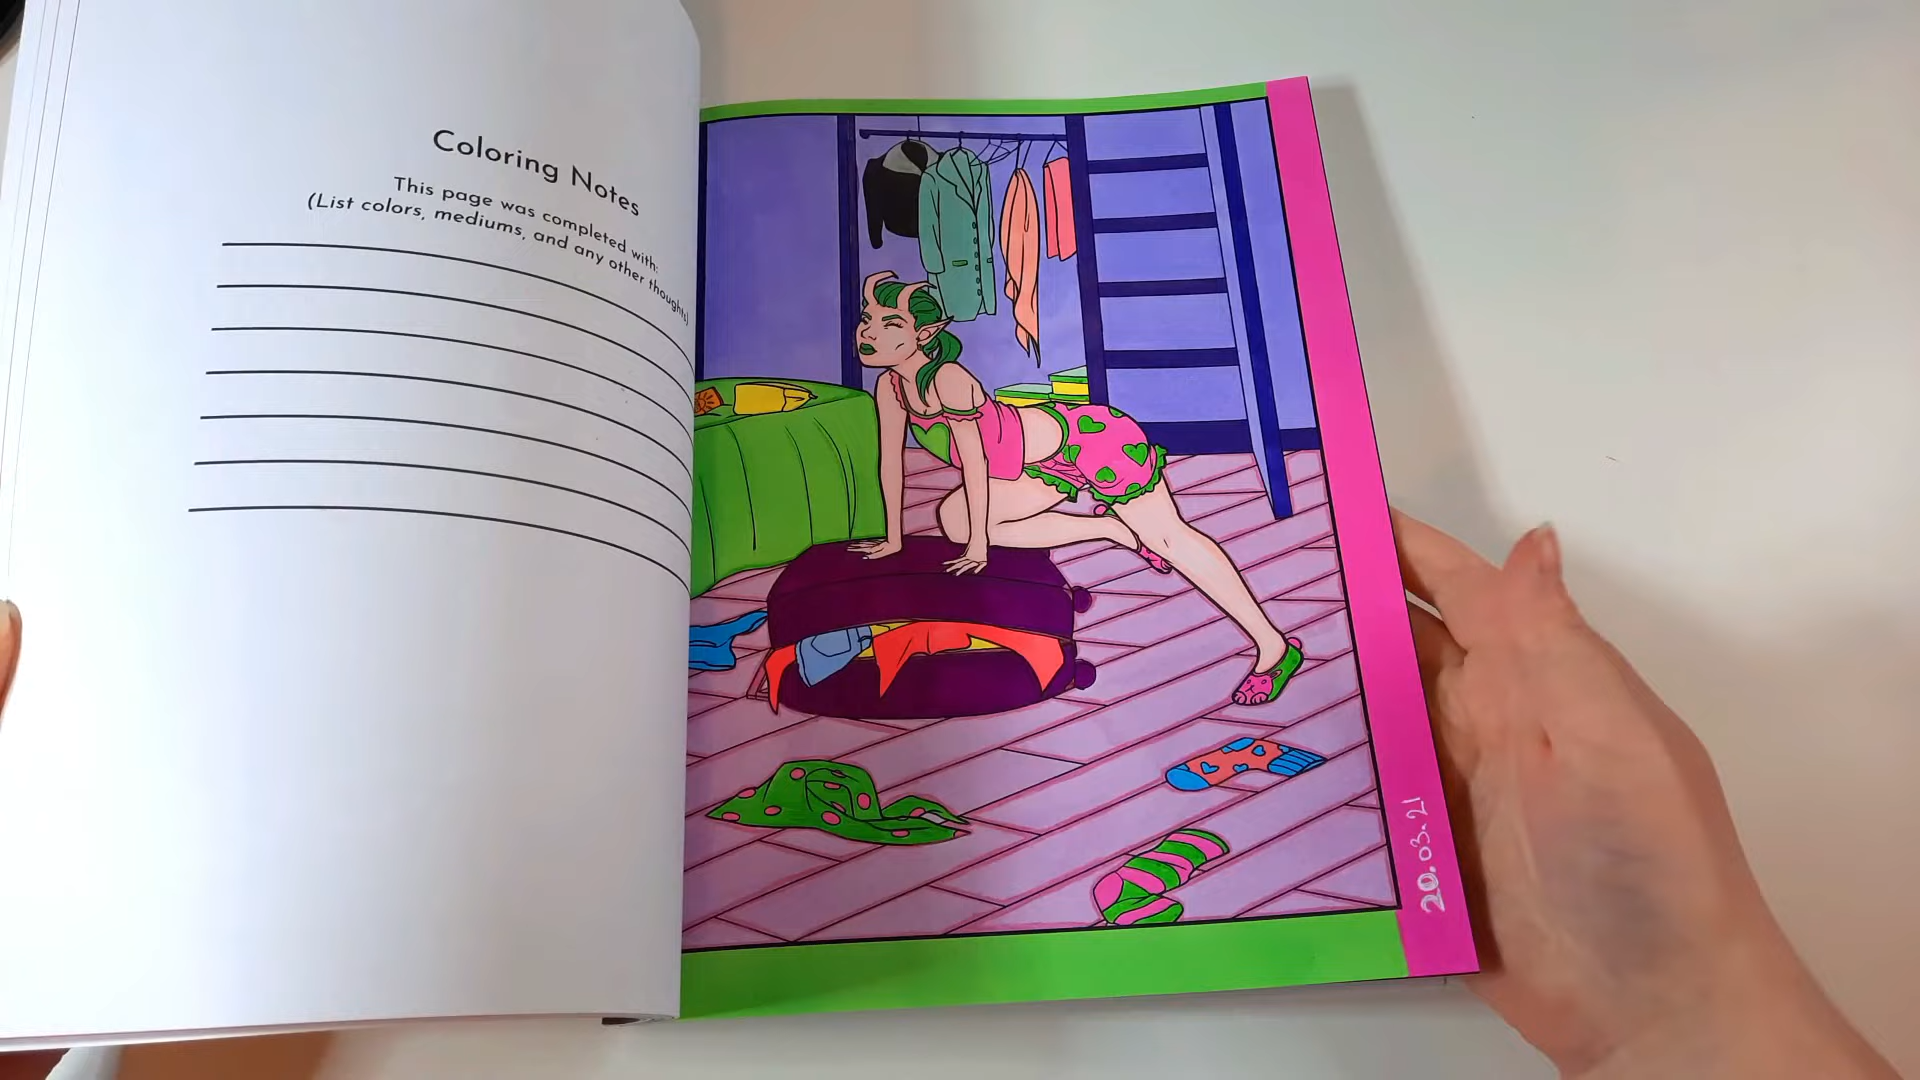 Coloring Notes
This page was completed with:
(List colors, mediums, and any other thoughts)
20.03.21